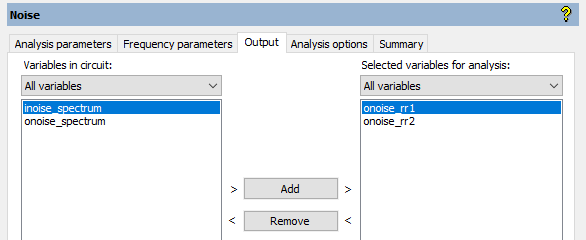 Noise ?
Analysis parameters Frequency parameters Output Analysis options Summary
Variables in circuit: Selected variables for analysis:
All variables All variables
inoise_spectrum onoise_rr1
onoise_spectrum onoise_rr2
> Add >
< Remove <